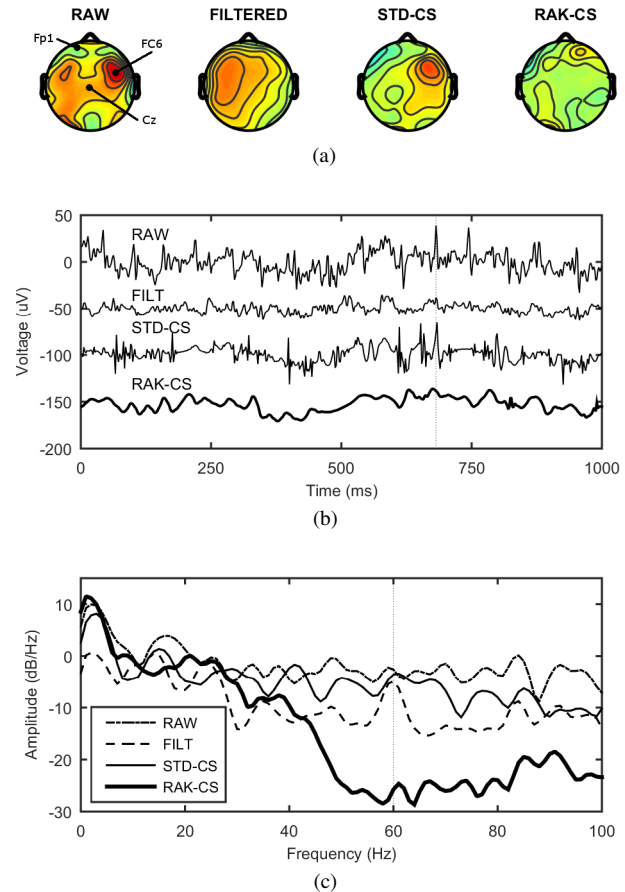 RAW FILTERED STD-CS RAK-CS
Fp1 FC6
Cz
(a)
50
0
-50
-100
-150
-200
Voltage (uV)
RAW
FILT
STD-CS
RAK-CS
0 250 500 750 1000
Time (ms)
(b)
10
0
-10
-20
-30
Amplitude (dB/Hz)
RAW
FILT
STD-CS
RAK-CS
0 20 40 60 80 100
Frequency (Hz)
(c)